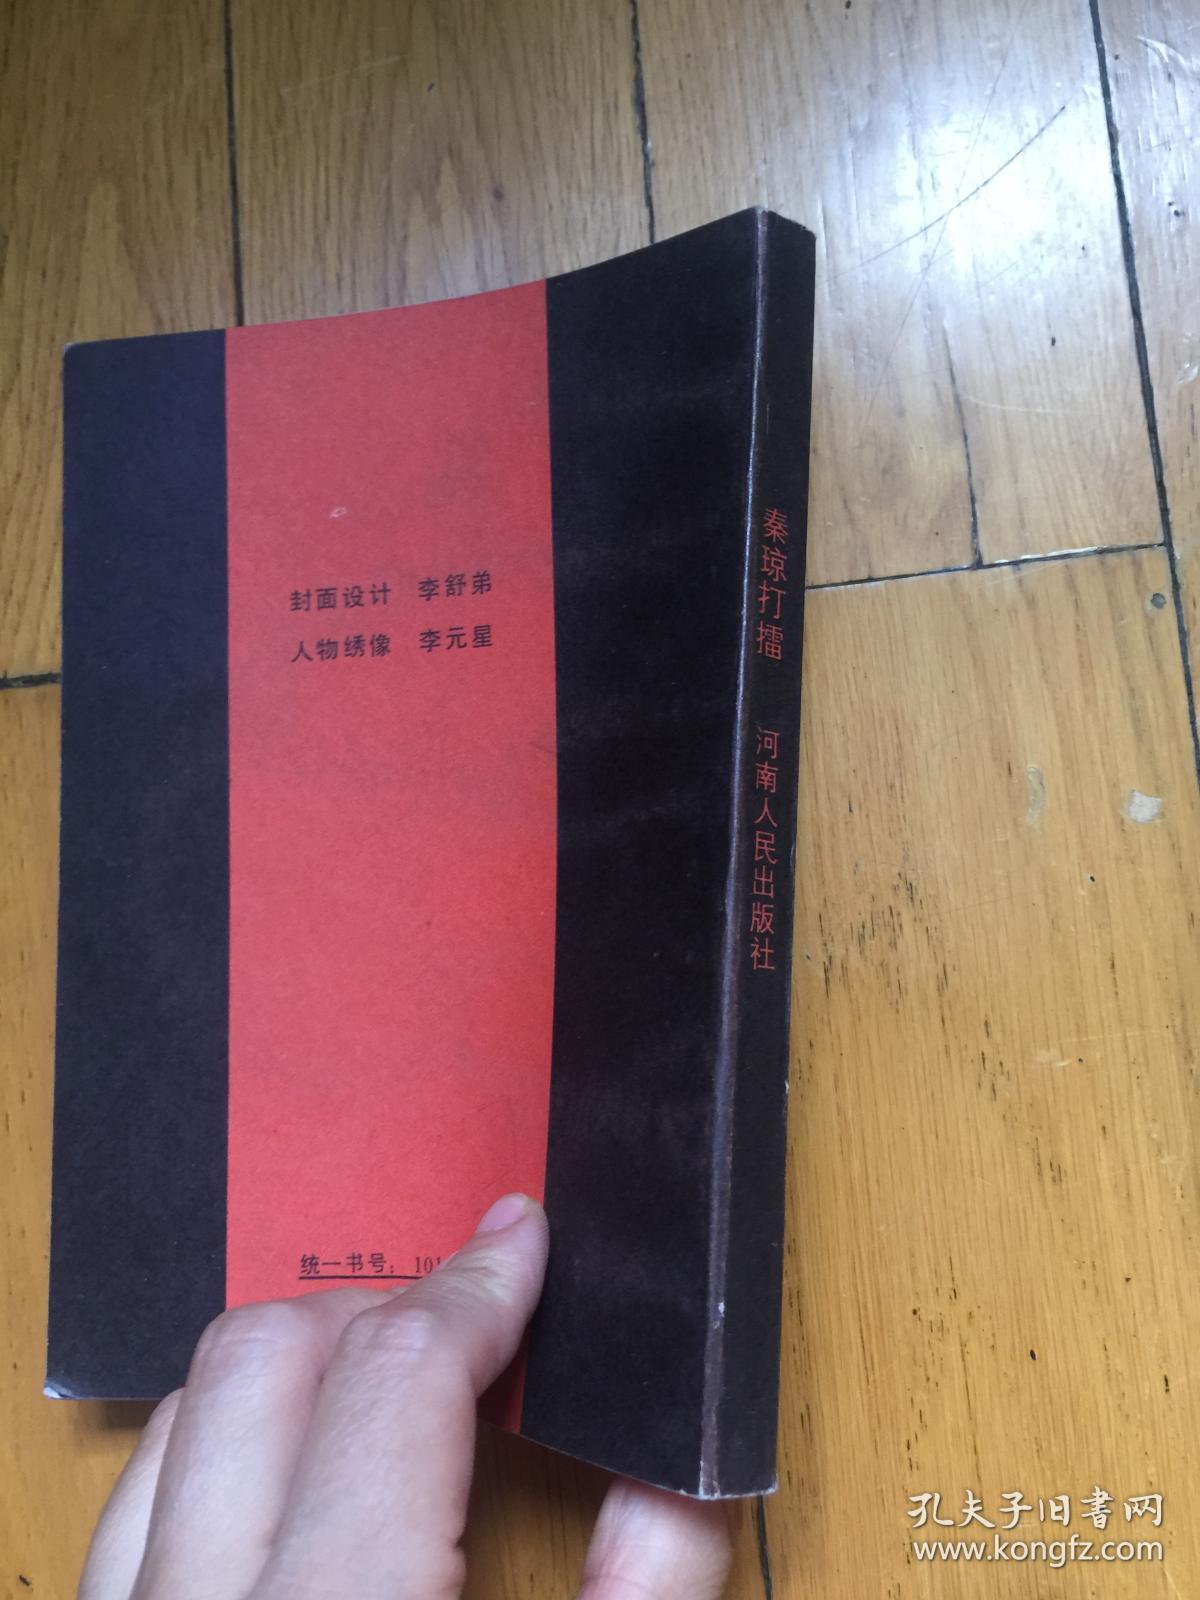 封面设计 李舒弟
人物绣像 李元星
统一书号：101
秦琼打擂 河南人民出版社
孔夫子旧书网
www.kongfz.com